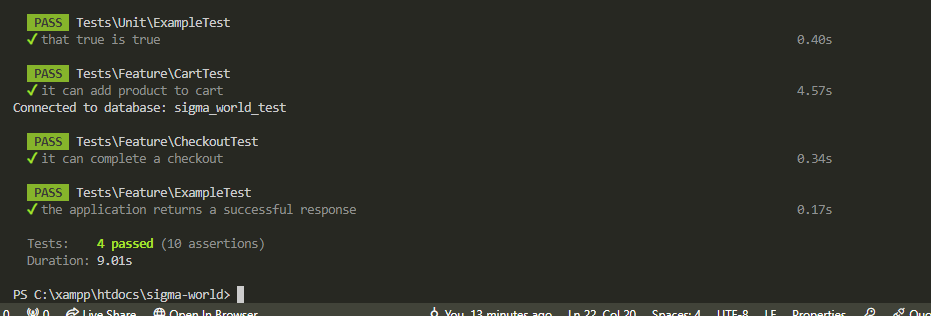 PASS Tests\Unit\ExampleTest
✓ that true is true 0.40s
PASS Tests\Feature\CartTest
✓ it can add product to cart 4.57s
Connected to database: sigma_world_test
PASS Tests\Feature\CheckoutTest
✓ it can complete a checkout 0.34s
PASS Tests\Feature\ExampleTest
✓ the application returns a successful response 0.17s
Tests: 4 passed (10 assertions)
Duration: 9.01s
PS C:\xampp\htdocs\sigma-world>
0 0 Live Share Open In Browser You, 13 minutes ago Ln 22, Col 20 Spaces: 4 UTF-8 LF Properties Quo